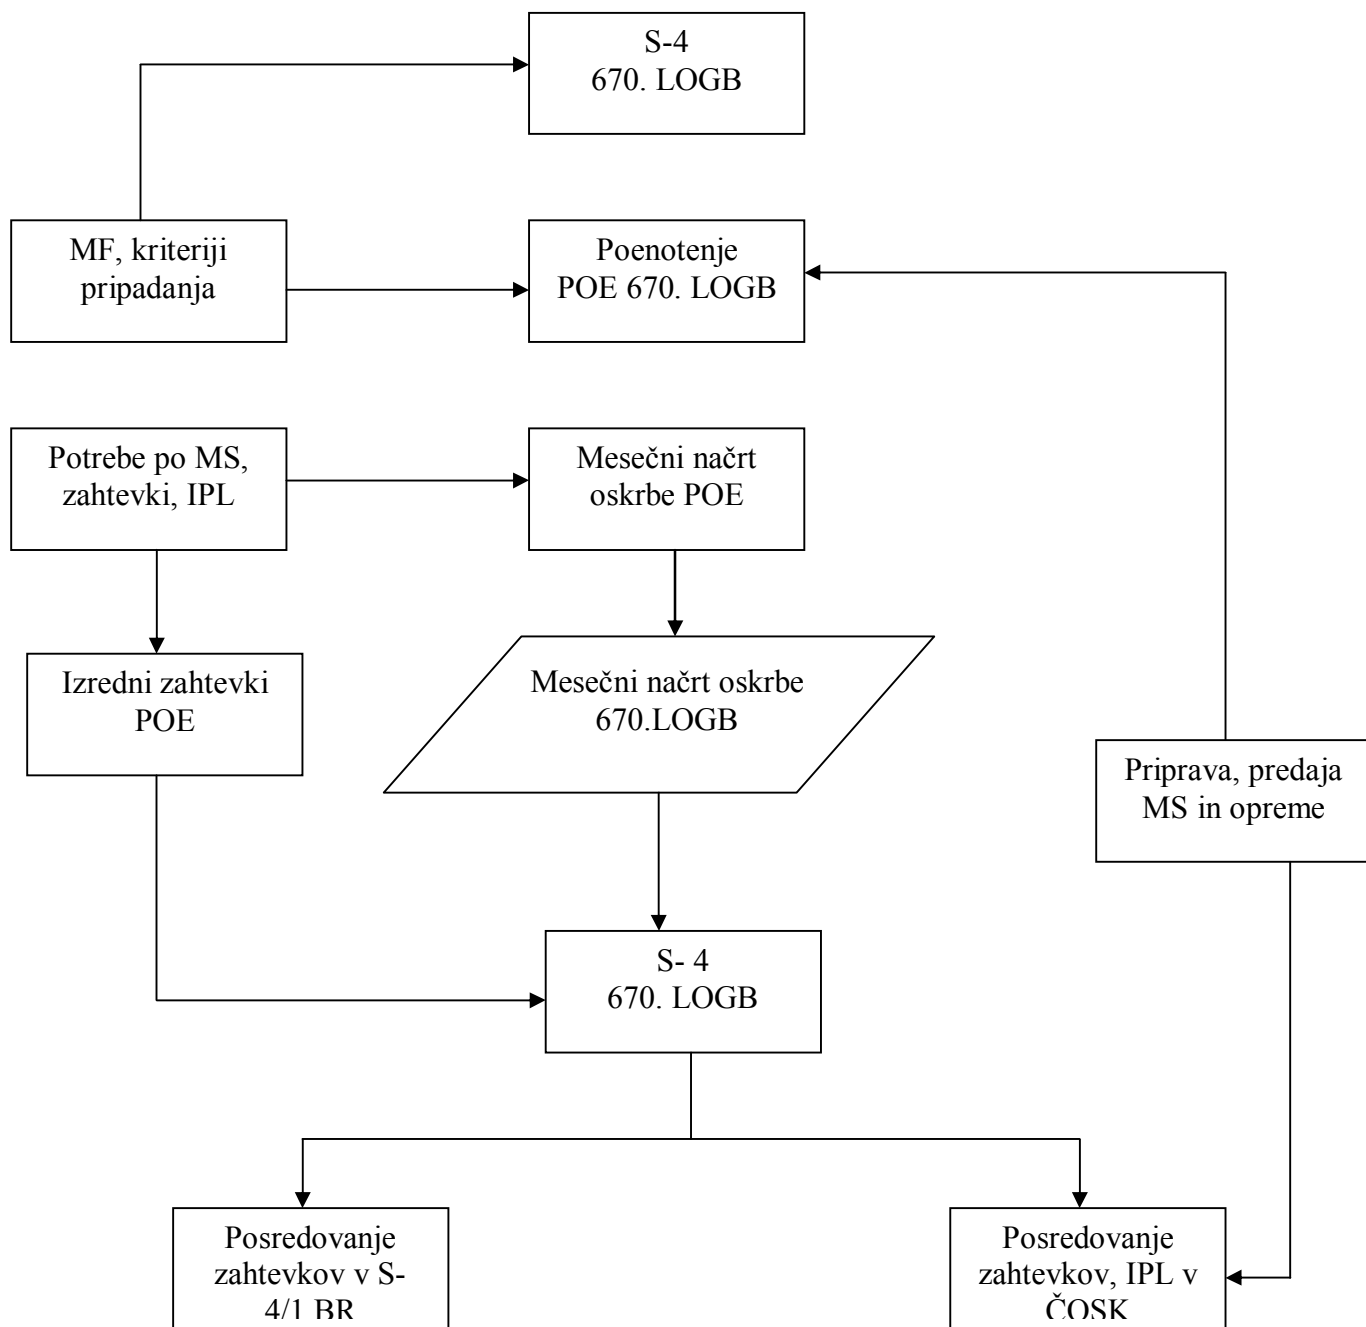 S-4
670. LOGB
MF, kriteriji
pripadanja
Poenotenje
POE 670. LOGB
Potrebe po MS,
zahtevki, IPL
Mesečni načrt
oskrbe POE
Izredni zahtevki
POE
Mesečni načrt oskrbe
670.LOGB
Priprava, predaja
MS in opreme
S- 4
670. LOGB
Posredovanje
zahtevkov v S-
4/1 BR
Posredovanje
zahtevkov, IPL v
ČOSK